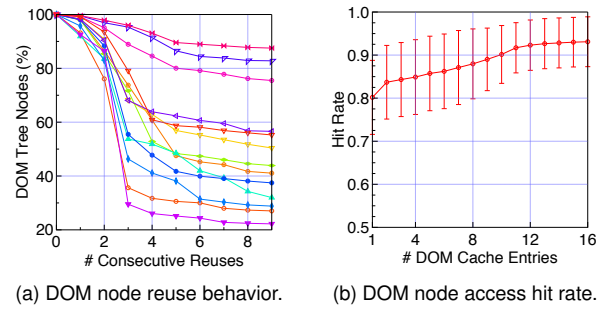 DOM Tree Nodes (%)
100
80
60
40
20
0 2 4 6 8
# Consecutive Reuses
(a) DOM node reuse behavior.
Hit Rate
1.0
0.9
0.8
0.7
0.6
0.5
1 4 8 12 16
# DOM Cache Entries
(b) DOM node access hit rate.